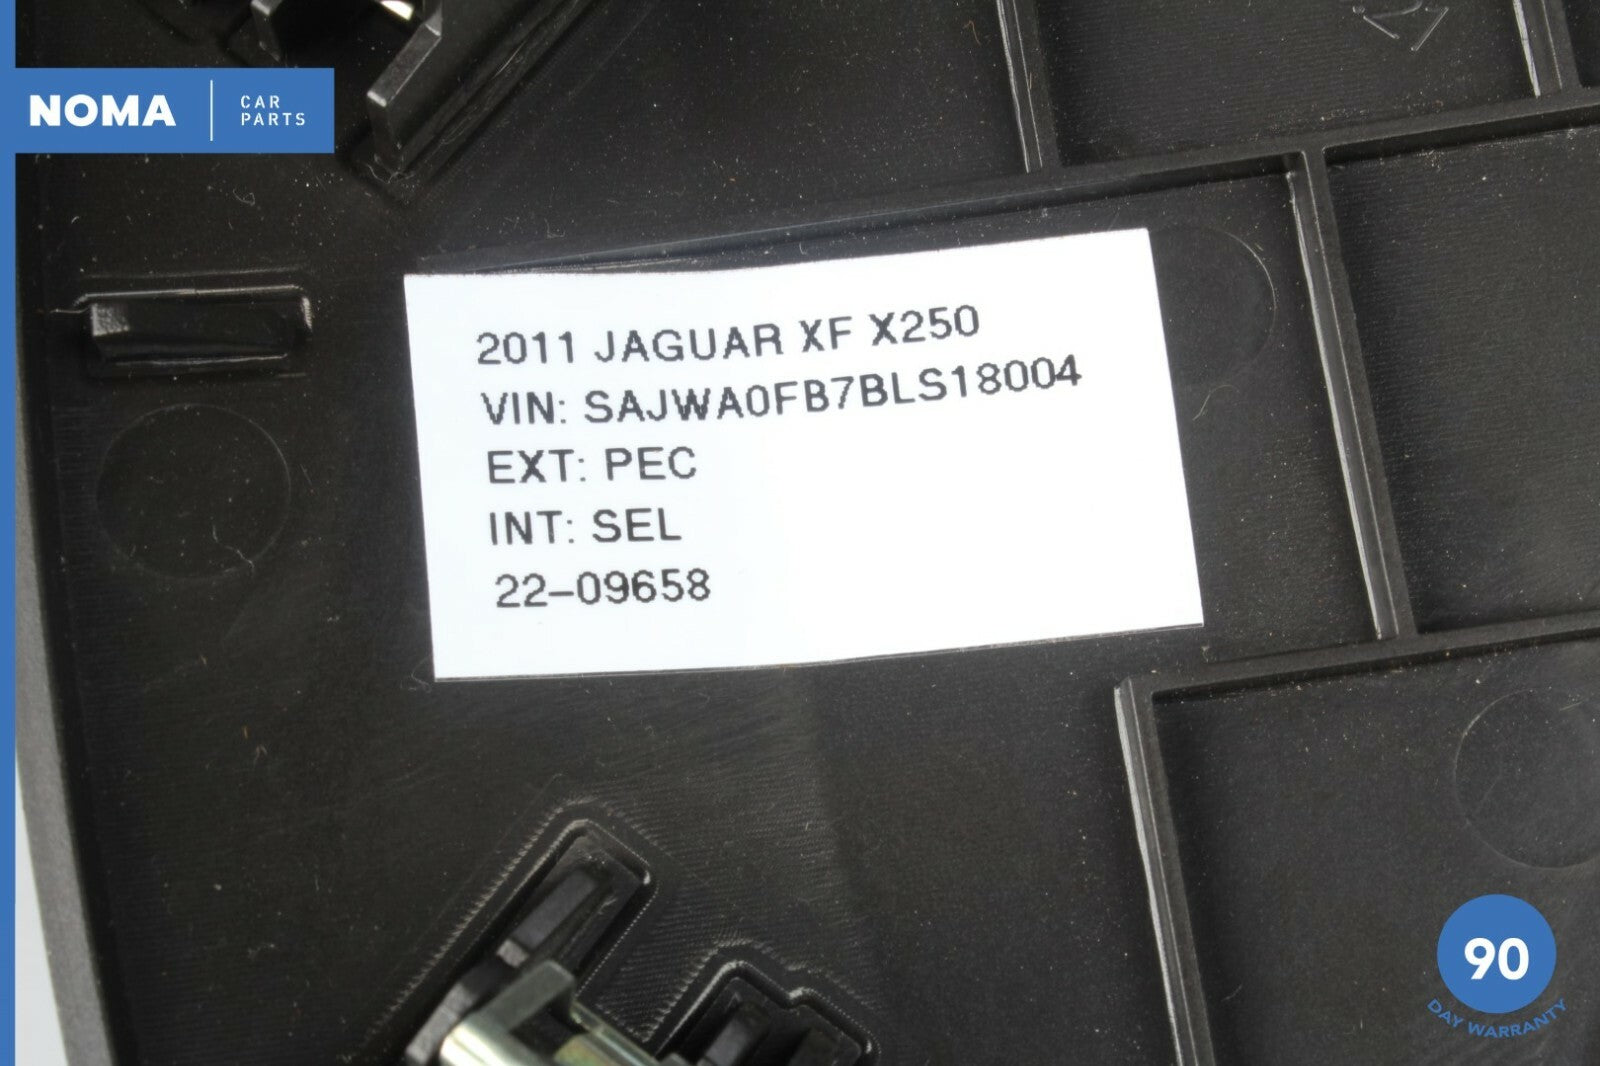 NOMA
CAR
PARTS
2011 JAGUAR XF X250
VIN: SAJWA0FB7BLS18004
EXT: PEC
INT: SEL
22-09658
90
DAY WARRANTY